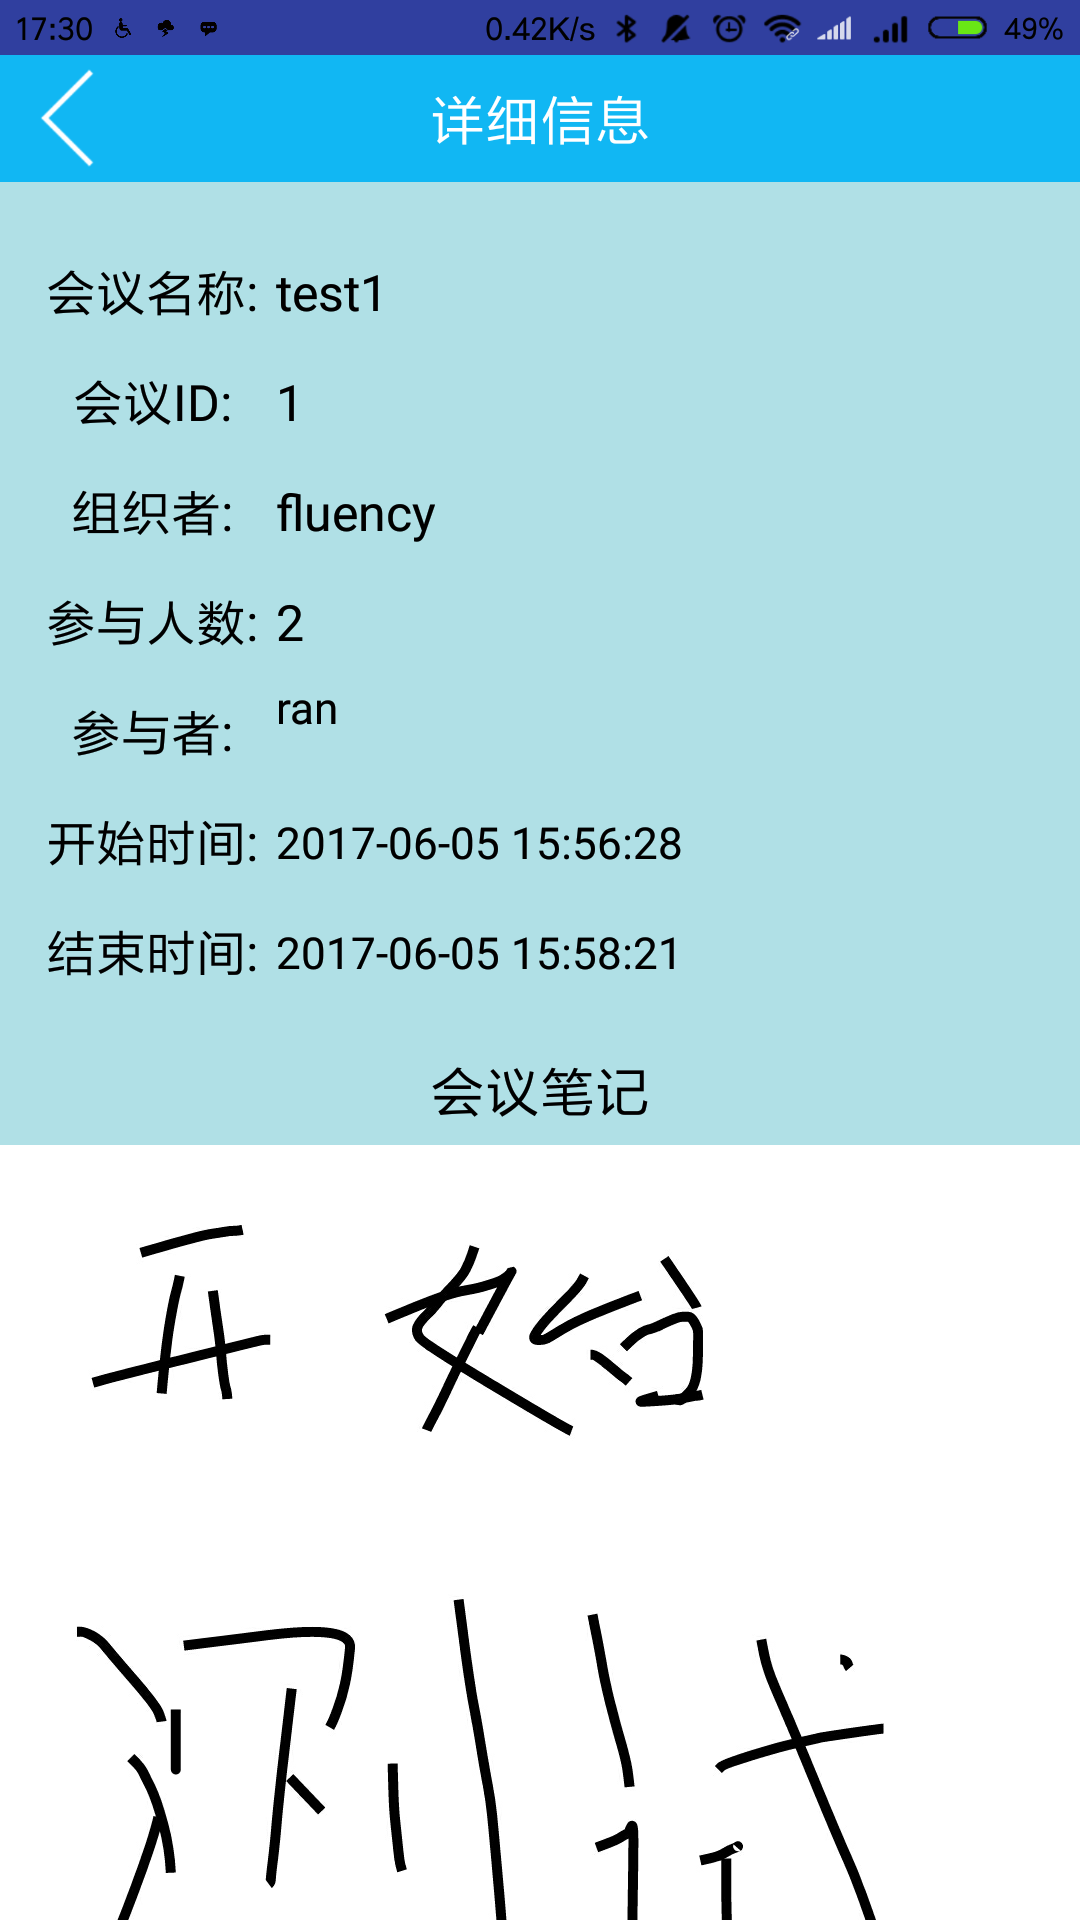 17:30 0.42K/s 49%
详细信息
会议名称: test1
会议ID: 1
组织者: fluency
参与人数: 2
参与者: ran
开始时间: 2017-06-05 15:56:28
结束时间: 2017-06-05 15:58:21
会议笔记
开始
测试